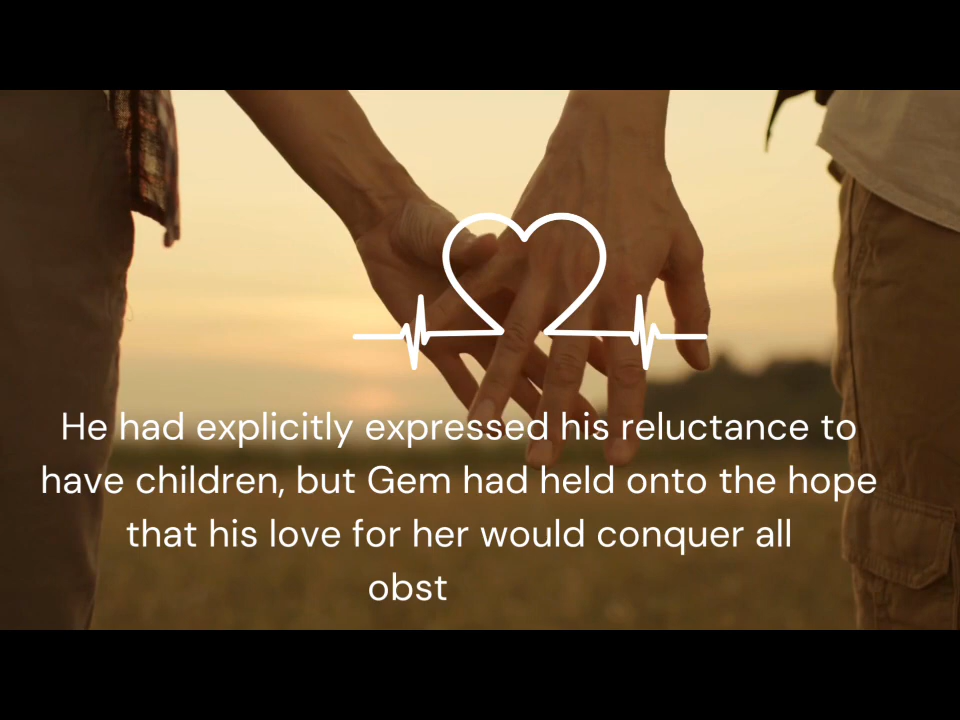 He had explicitly expressed his reluctance to
have children, but Gem had held onto the hope
that his love for her would conquer all
obst